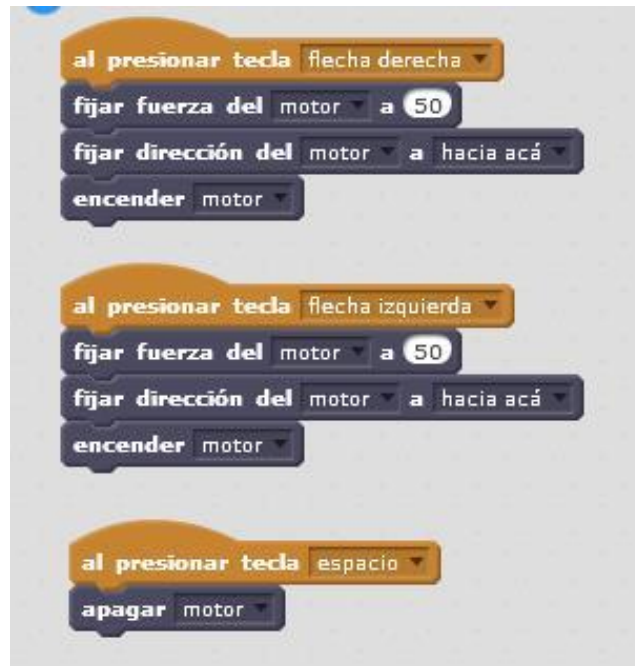 al presionar tecla flecha derecha
fijar fuerza del motor a 50
fijar dirección del motor a hacia acá
encender motor
al presionar tecla flecha izquierda
fijar fuerza del motor a 50
fijar dirección del motor a hacia acá
encender motor
al presionar tecla espacio
apagar motor